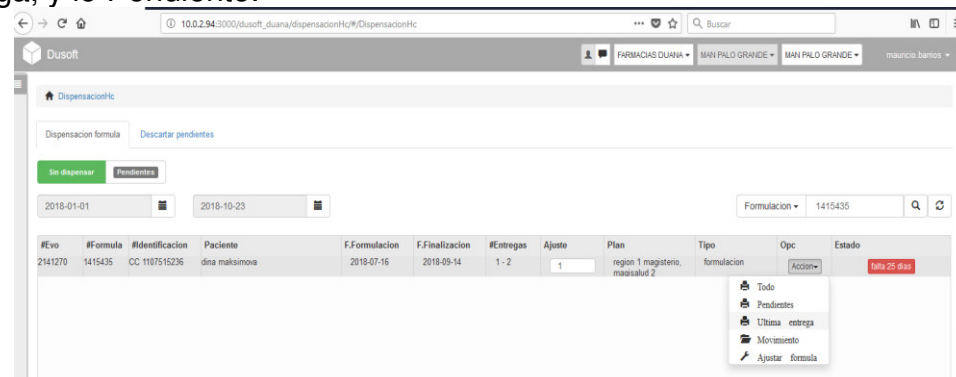 ga, y lo Pendiente.
10.0.2.94:3000/dusoft_duana/dispensacionHc/#/DispensacionHc
Buscar
Dusoft
FARMACIAS DUANA
MAN PALO GRANDE
MAN PALO GRANDE
mauricio barrios
DispensacionHc
Dispensacion formula
Descartar pendientes
Sin dispensar
Pendientes
2018-01-01
2018-10-23
Formulacion
1415435
#Evo #Formula #Identificacion Paciente F.Formulacion F.Finalizacion #Entregas Ajuste Plan Tipo Opc Estado
2141270 1415435 CC 1107515236 dina maksimova 2018-07-16 2018-09-14 1 - 2 1 region 1 magisterio, formulacion Accion falta 25 dias
magisalud 2
Todo
Pendientes
Ultima entrega
Movimiento
Ajustar formula